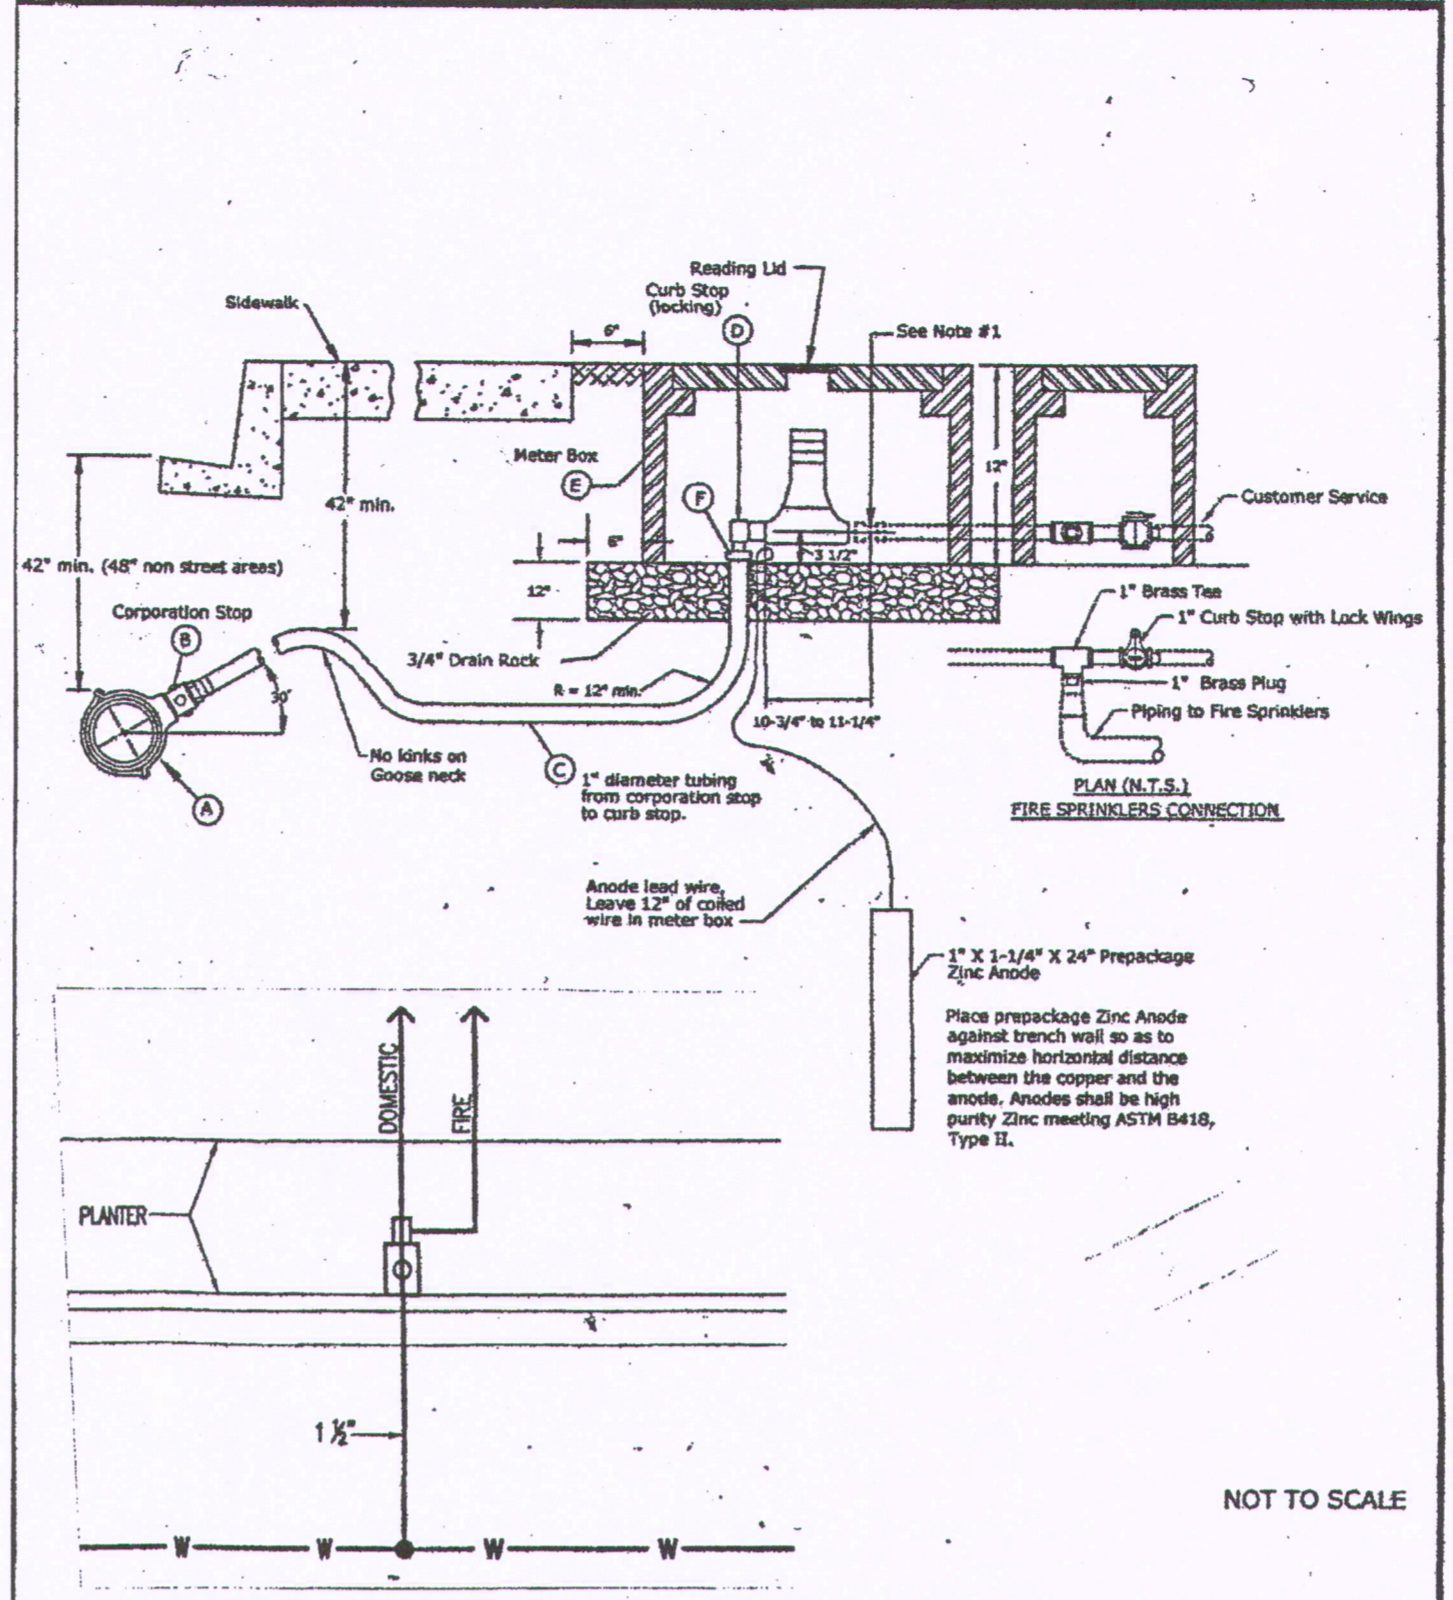 Reading Lid
Curb Stop
(locking)
D
Sidewalk
6"
See Note #1
Meter Box
E
F
12"
42" min.
Customer Service
6"
3 1/2"
42" min. (48" non street areas)
12"
1" Brass Tee
Corporation Stop
B
1" Curb Stop with Lock Wings
3/4" Drain Rock
R = 12" min.
1" Brass Plug
30°
10-3/4" to 11-1/4"
Piping to Fire Sprinklers
No kinks on
Goose neck
C
1" diameter tubing
from corporation stop
to curb stop.
A
PLAN (N.T.S.)
FIRE SPRINKLERS CONNECTION
Anode lead wire,
Leave 12" of coiled
wire in meter box
1" X 1-1/4" X 24" Prepackage
Zinc Anode
Place prepackage Zinc Anode
against trench wall so as to
maximize horizontal distance
between the copper and the
anode. Anodes shall be high
purity Zinc meeting ASTM B418,
Type II.
DOMESTIC
FIRE
PLANTER
1 ½"
NOT TO SCALE
W W W W